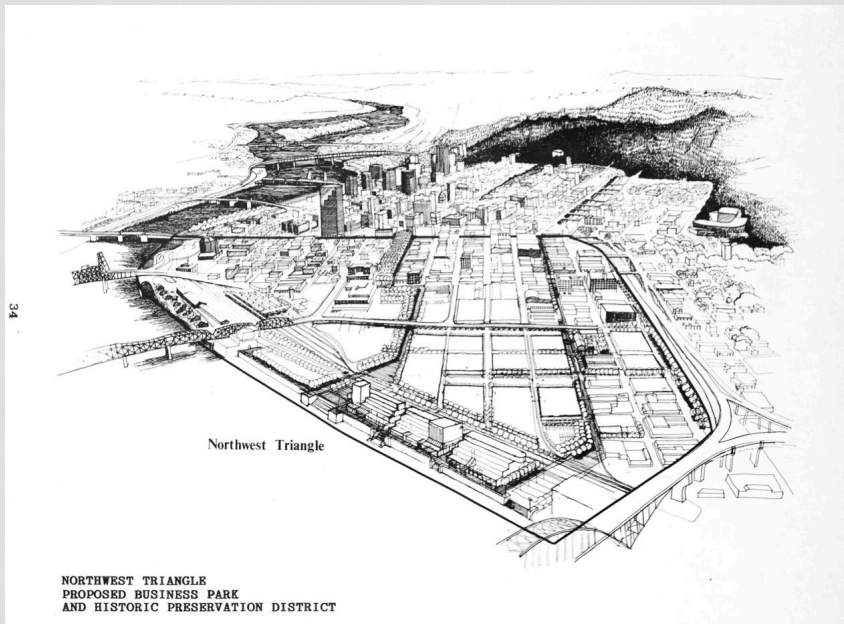 34
Northwest Triangle
NORTHWEST TRIANGLE
PROPOSED BUSINESS PARK
AND HISTORIC PRESERVATION DISTRICT